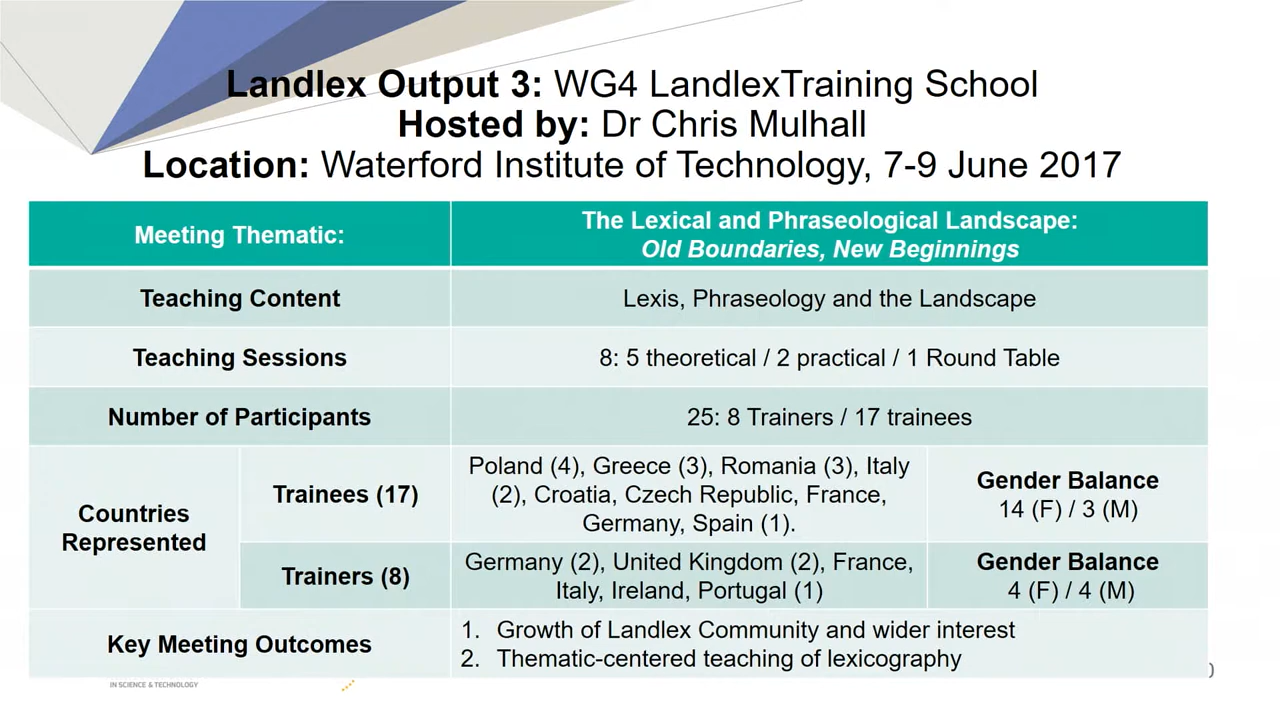 Landlex Output 3: WG4 LandlexTraining School
Hosted by: Dr Chris Mulhall
Location: Waterford Institute of Technology, 7-9 June 2017
Meeting Thematic:
The Lexical and Phraseological Landscape:
Old Boundaries, New Beginnings
Teaching Content
Lexis, Phraseology and the Landscape
Teaching Sessions
8: 5 theoretical / 2 practical / 1 Round Table
Number of Participants
25: 8 Trainers / 17 trainees
Countries
Represented
Trainees (17)
Poland (4), Greece (3), Romania (3), Italy
(2), Croatia, Czech Republic, France,
Germany, Spain (1).
Gender Balance
14 (F) / 3 (M)
Trainers (8)
Germany (2), United Kingdom (2), France,
Italy, Ireland, Portugal (1)
Gender Balance
4 (F) / 4 (M)
Key Meeting Outcomes
1. Growth of Landlex Community and wider interest
2. Thematic-centered teaching of lexicography
IN SCIENCE & TECHNOLOGY